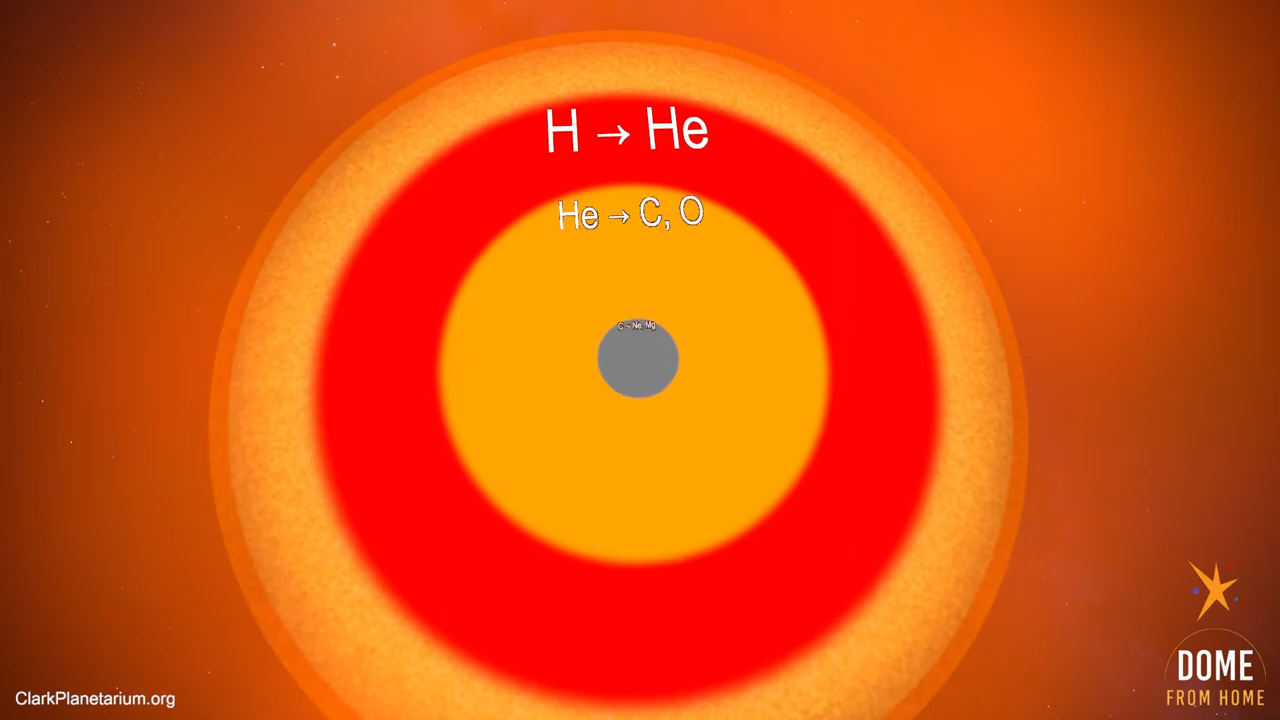 H → He
He → C, O
C → Ne, Mg
ClarkPlanetarium.org
DOME
FROM HOME